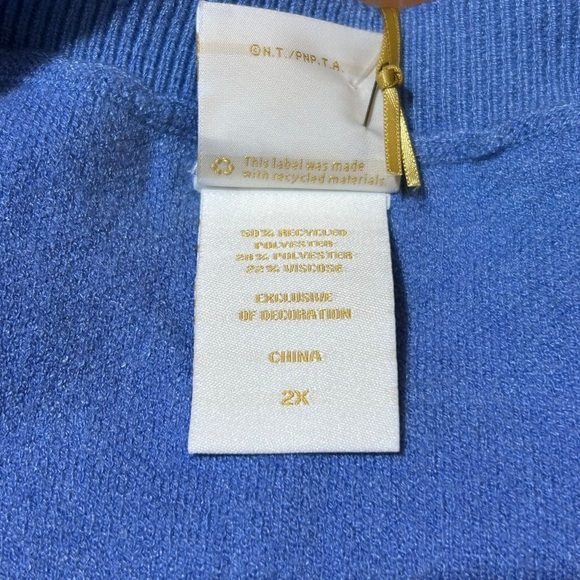 ©N.T./PNP.T.A.
This label was made
with recycled materials.
50% RECYCLED
POLYESTER
28% POLYESTER
22% VISCOSE
EXCLUSIVE
OF DECORATION
CHINA
2X